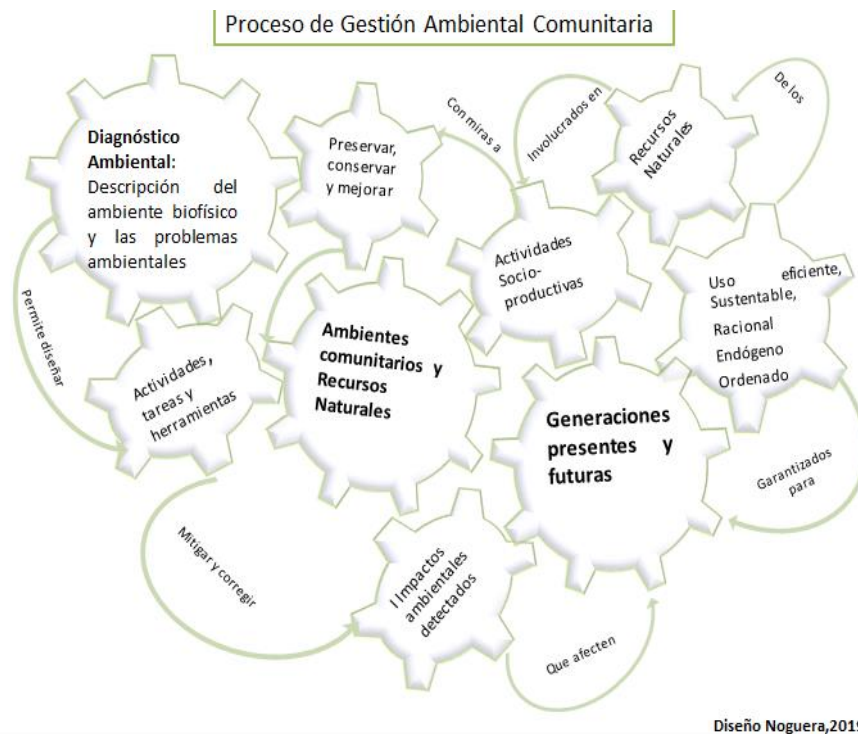 Proceso de Gestión Ambiental Comunitaria
Diagnóstico
Ambiental:
Descripción del
ambiente biofísico
y las problemas
ambientales
Permite diseñar
Actividades,
tareas y
herramientas
Mitigar y corregir
I Impactos
ambientales
detectados
Que afecten
Generaciones
presentes y
futuras
Preservar,
conservar
y mejorar
Ambientes
comunitarios y
Recursos
Naturales
Con miras a
Actividades
Socio-
productivas
Involucrados en
Recursos
Naturales
De los
Uso eficiente,
Sustentable,
Racional
Endógeno
Ordenado
Garantizados
para
Diseño Noguera,2019